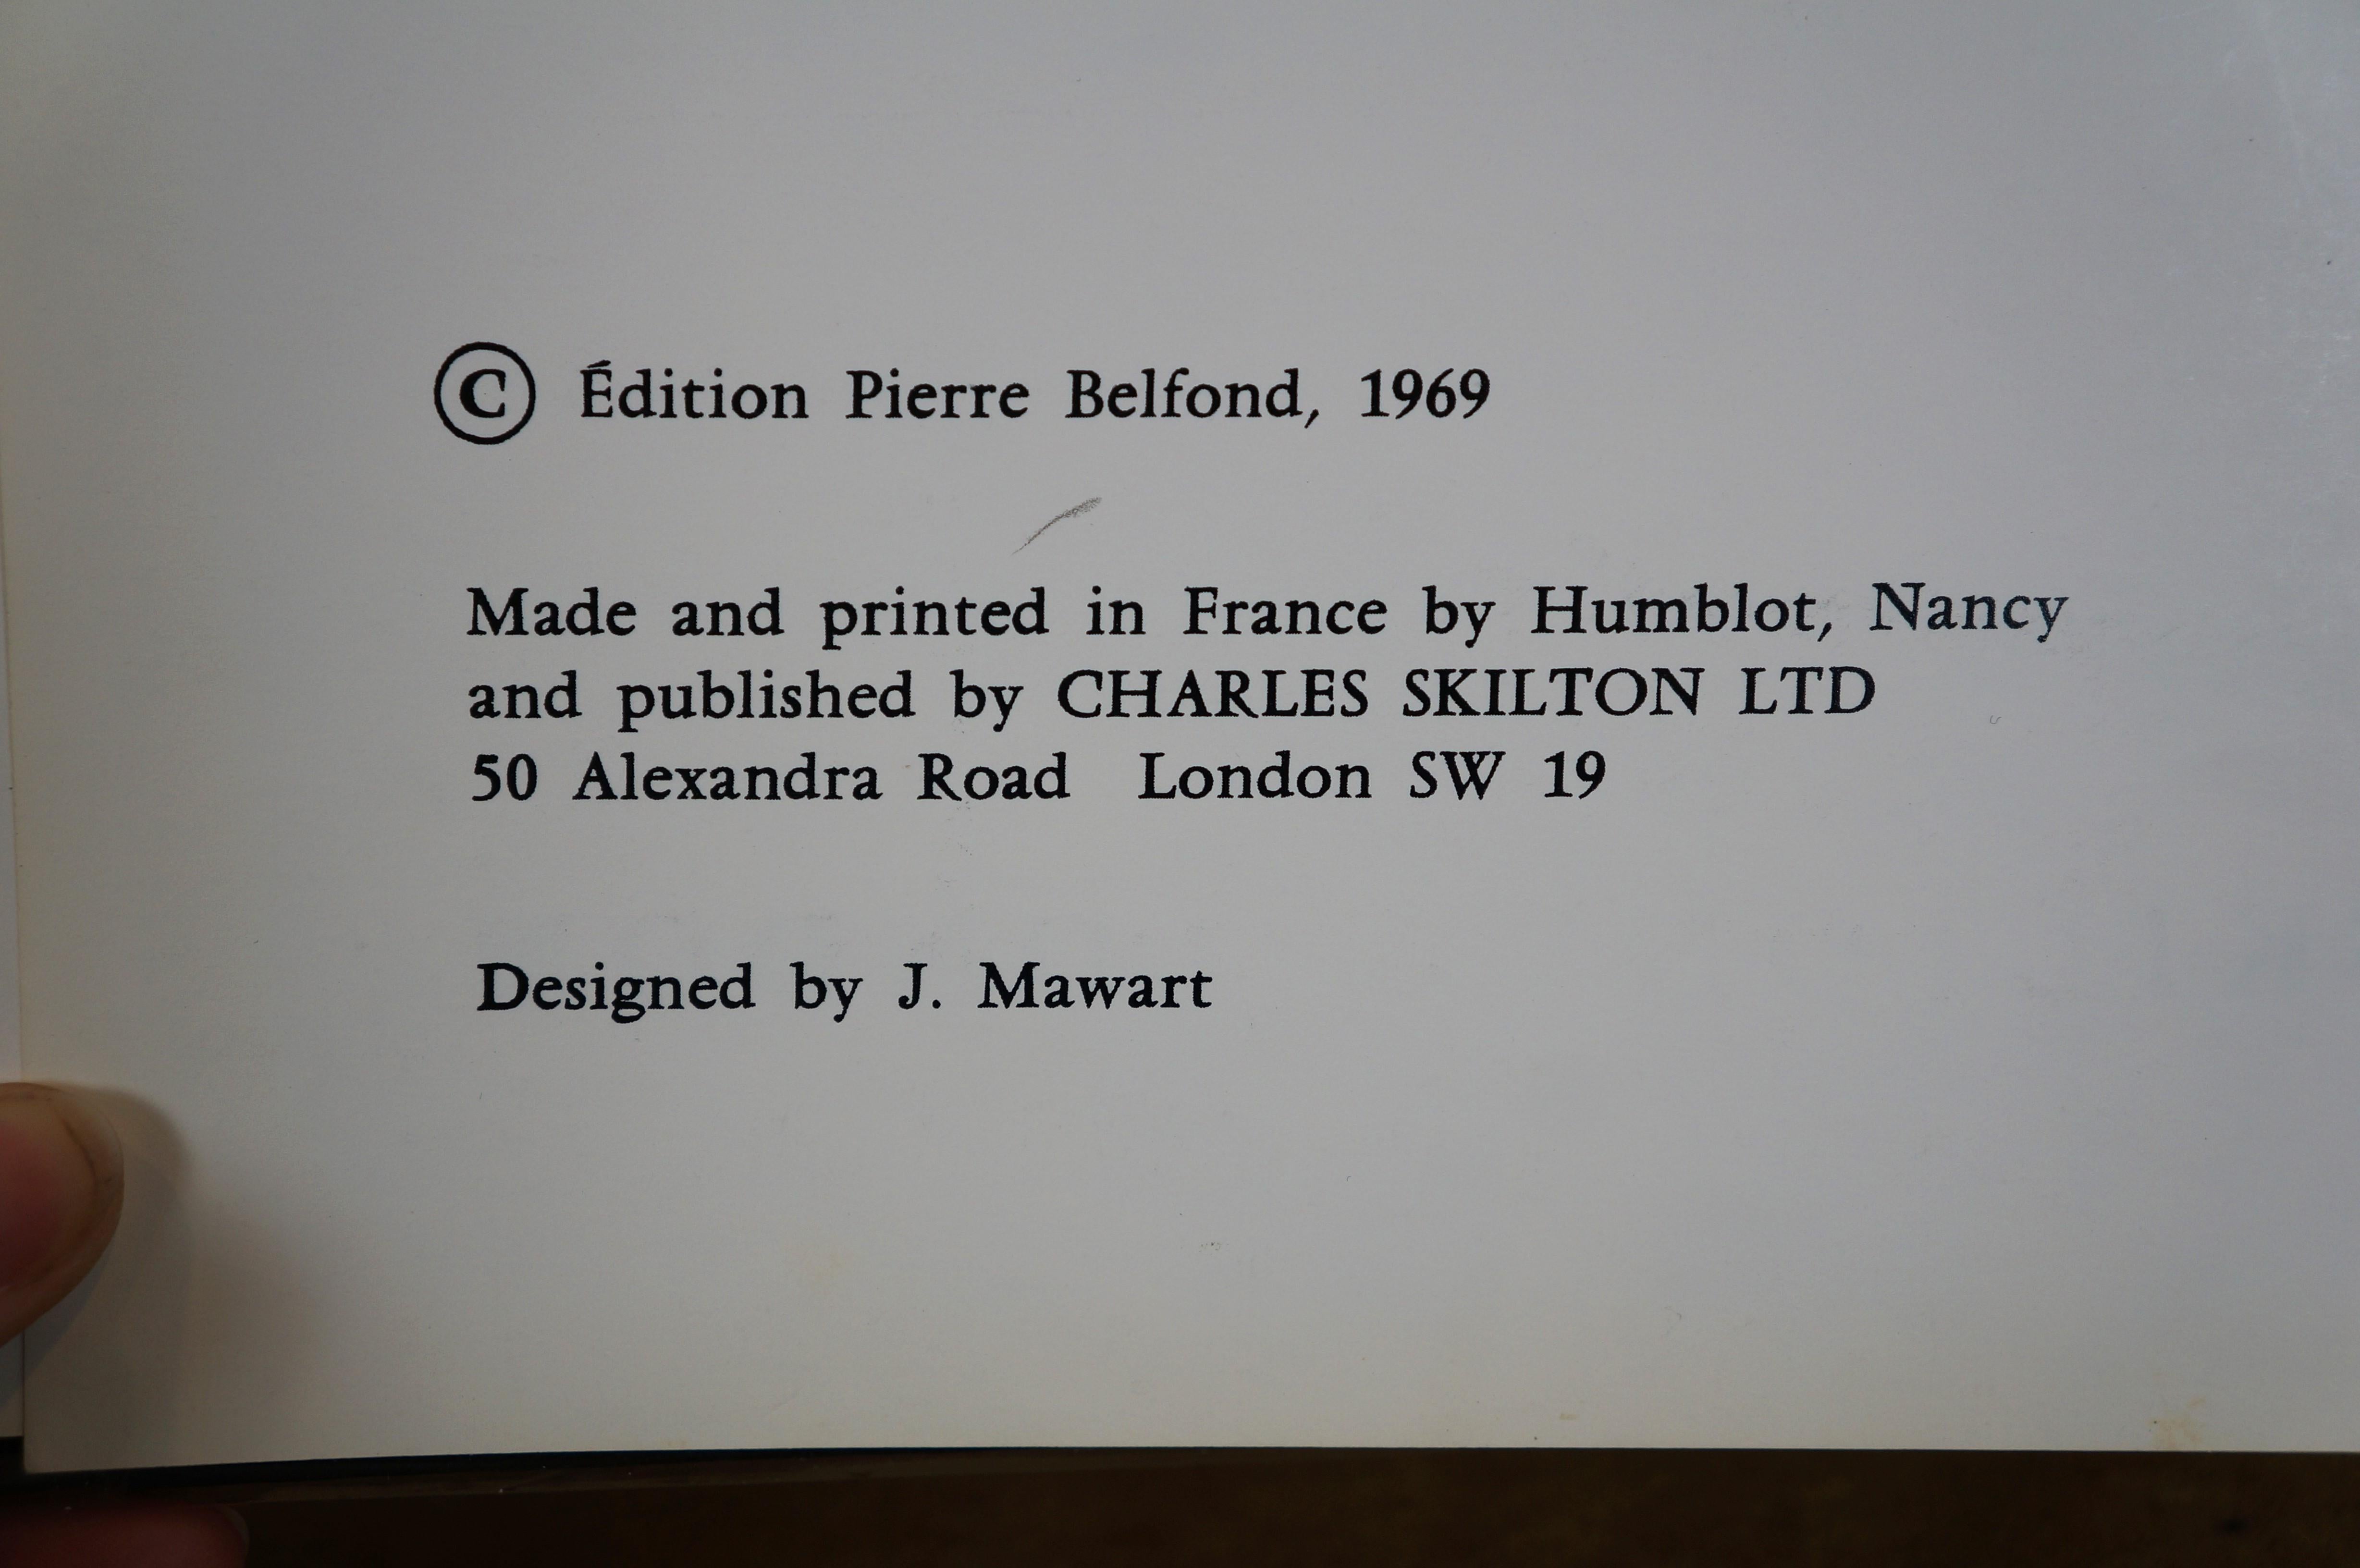 © Édition Pierre Belfond, 1969
Made and printed in France by Humblot, Nancy
and published by CHARLES SKILTON LTD
50 Alexandra Road London SW 19
Designed by J. Mawart